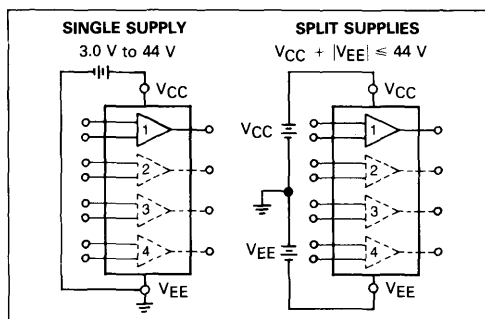 SINGLE SUPPLY
3.0 V to 44 V
VCC
1
2
3
4
VEE
SPLIT SUPPLIES
VCC + |VEE| ≤ 44 V
VCC
VCC
1
2
3
VEE
4
VEE